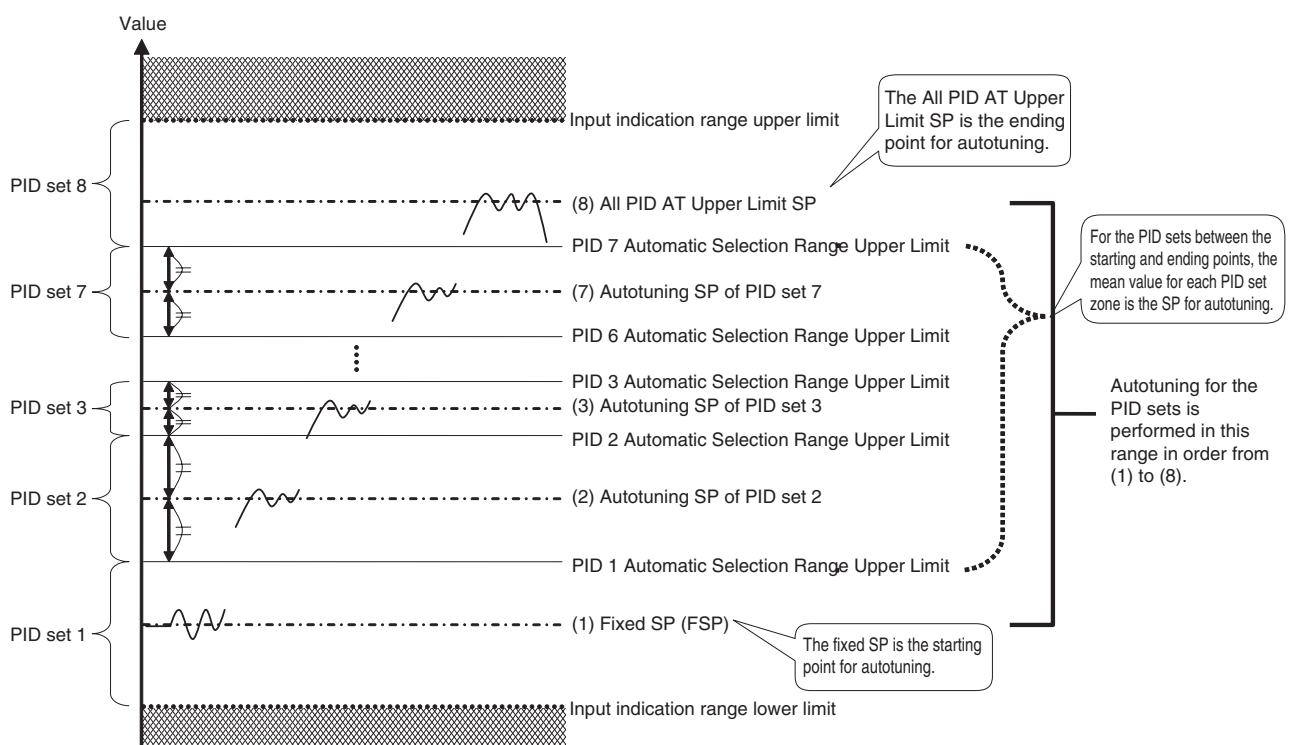 Value
Input indication range upper limit
The All PID AT Upper
Limit SP is the ending
point for autotuning.
PID set 8
(8) All PID AT Upper Limit SP
PID 7 Automatic Selection Range Upper Limit
For the PID sets between the
starting and ending points, the
mean value for each PID set
zone is the SP for autotuning.
PID set 7
(7) Autotuning SP of PID set 7
PID 6 Automatic Selection Range Upper Limit
PID 3 Automatic Selection Range Upper Limit
PID set 3
(3) Autotuning SP of PID set 3
PID 2 Automatic Selection Range Upper Limit
Autotuning for the
PID sets is
performed in this
range in order from
(1) to (8).
PID set 2
(2) Autotuning SP of PID set 2
PID 1 Automatic Selection Range Upper Limit
PID set 1
(1) Fixed SP (FSP)
The fixed SP is the starting
point for autotuning.
Input indication range lower limit